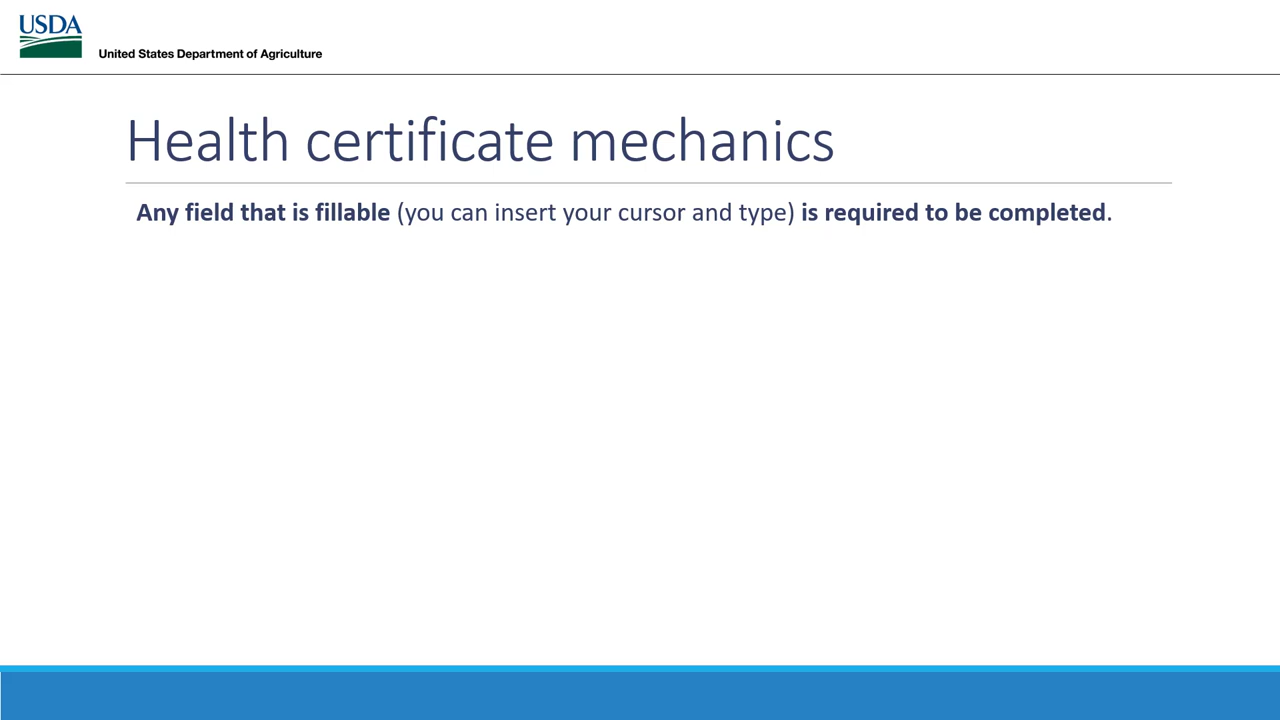 USDA
United States Department of Agriculture
Health certificate mechanics
Any field that is fillable (you can insert your cursor and type) is required to be completed.